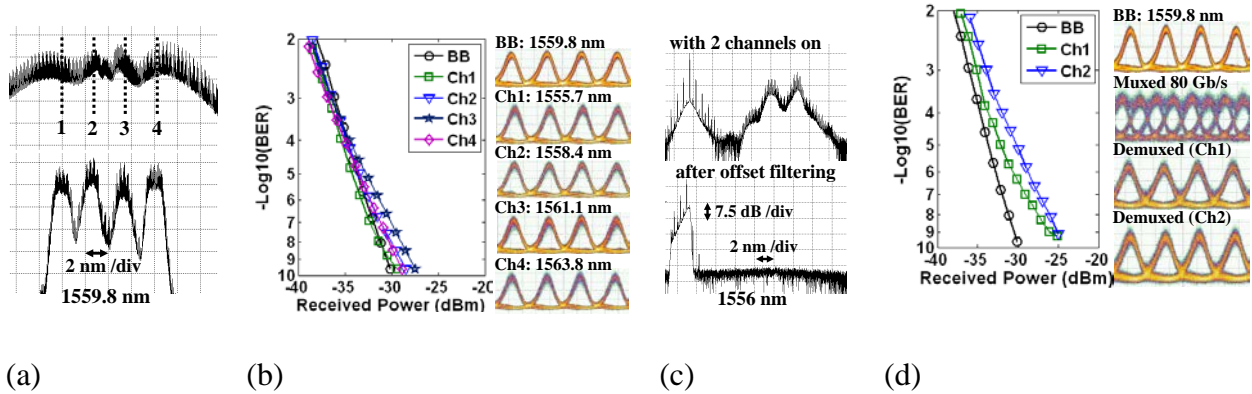 1 2 3 4
2 nm /div
1559.8 nm
(a)
2
3
4
5
6
7
8
9
10
-Log10(BER)
-40 -35 -30 -25 -20
Received Power (dBm)
BB
Ch1
Ch2
Ch3
Ch4
BB: 1559.8 nm
Ch1: 1555.7 nm
Ch2: 1558.4 nm
Ch3: 1561.1 nm
Ch4: 1563.8 nm
(b)
with 2 channels on
after offset filtering
7.5 dB /div
2 nm /div
1556 nm
(c)
2
3
4
5
6
7
8
9
10
-Log10(BER)
-40 -35 -30 -25 -20
Received Power (dBm)
BB
Ch1
Ch2
BB: 1559.8 nm
Muxed 80 Gb/s
Demuxed (Ch1)
Demuxed (Ch2)
(d)